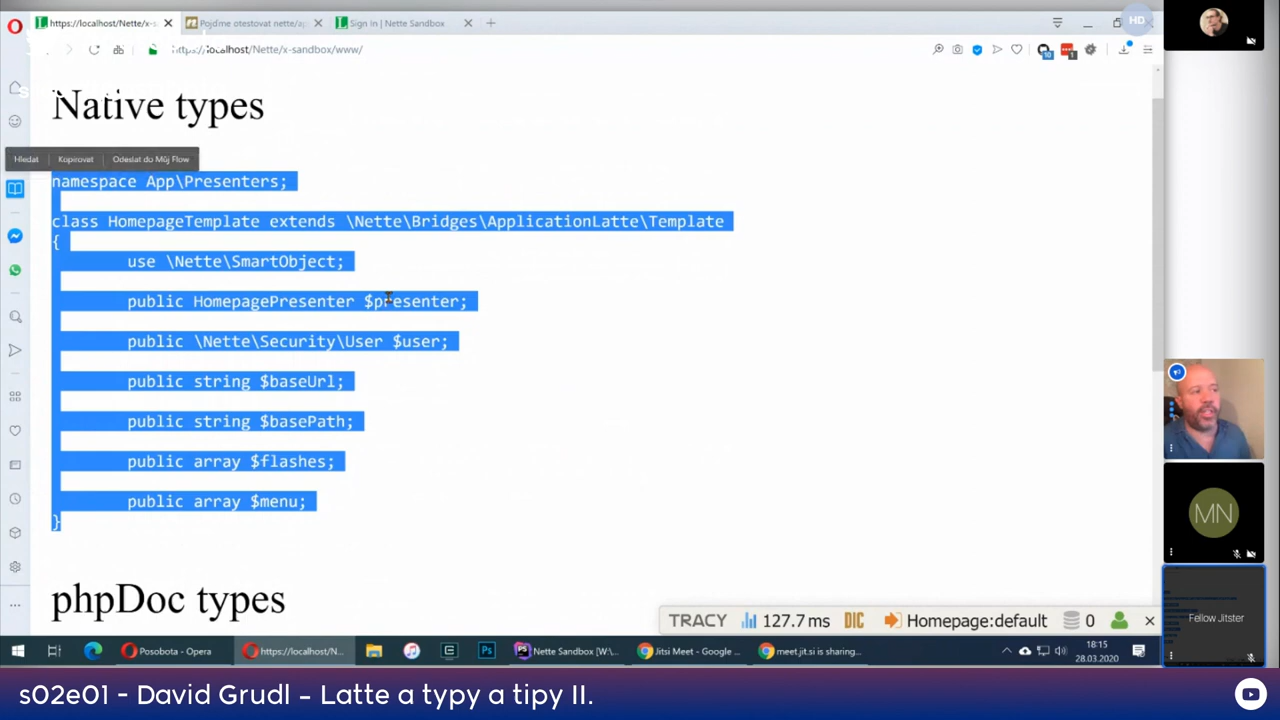 https://localhost/Nette/x-s
Pojďme otestovat nette/ap
Sign In | Nette Sandbox
HD
https://localhost/Nette/x-sandbox/www/
10
1
Native types
Hledat
Kopírovat
Odeslat do Můj Flow
namespace App\Presenters;
class HomepageTemplate extends \Nette\Bridges\ApplicationLatte\Template
{
use \Nette\SmartObject;
public HomepagePresenter $presenter;
public \Nette\Security\User $user;
public string $baseUrl;
public string $basePath;
public array $flashes;
public array $menu;
}
MN
phpDoc types
Fellow Jitster
TRACY
127.7 ms
DIC
Homepage:default
0
Posobota - Opera
https://localhost/N...
Ps
Nette Sandbox [W:\...
Jitsi Meet - Google ...
meet.jit.si is sharing...
18:15
28.03.2020
s02e01 - David Grudl – Latte a typy a tipy II.